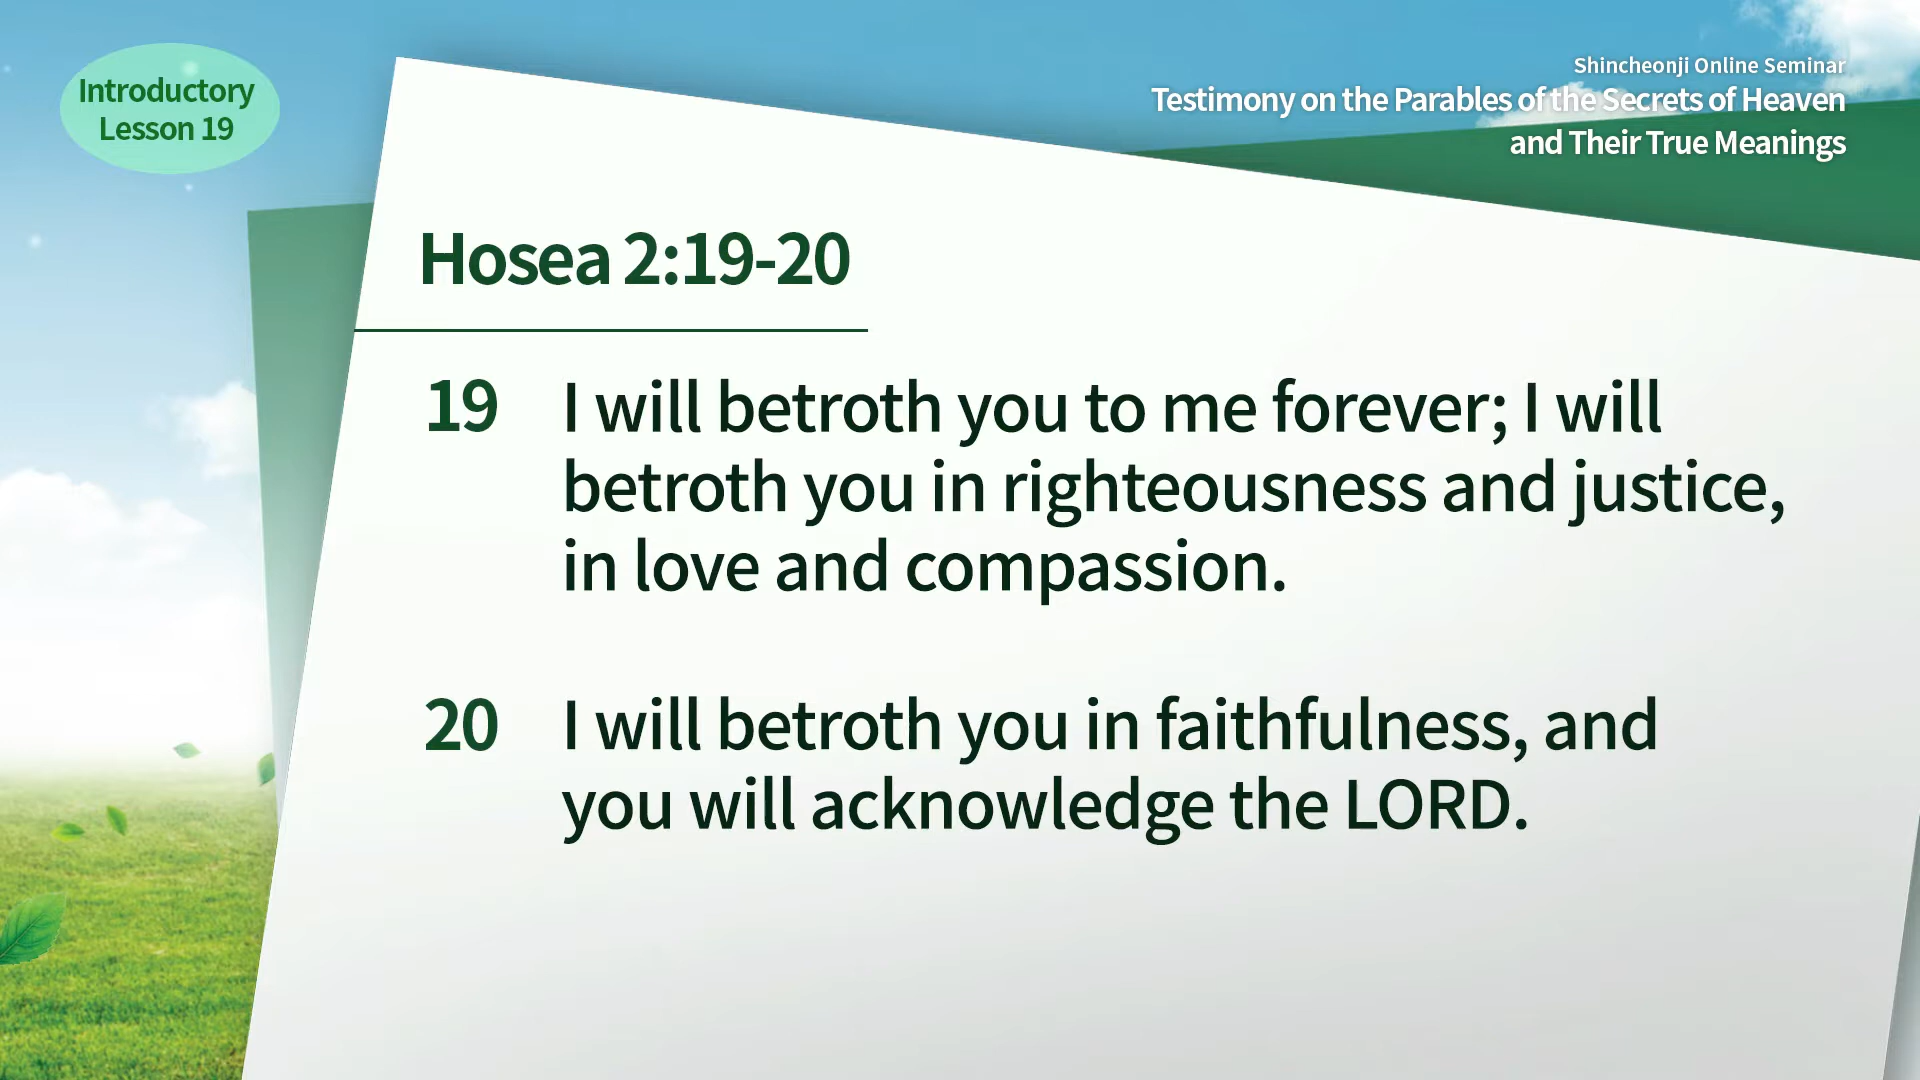 Introductory
Lesson 19
Shincheonji Online Seminar
Testimony on the Parables of the Secrets of Heaven
and Their True Meanings
Hosea 2:19-20
19 I will betroth you to me forever; I will
betroth you in righteousness and justice,
in love and compassion.
20 I will betroth you in faithfulness, and
you will acknowledge the LORD.